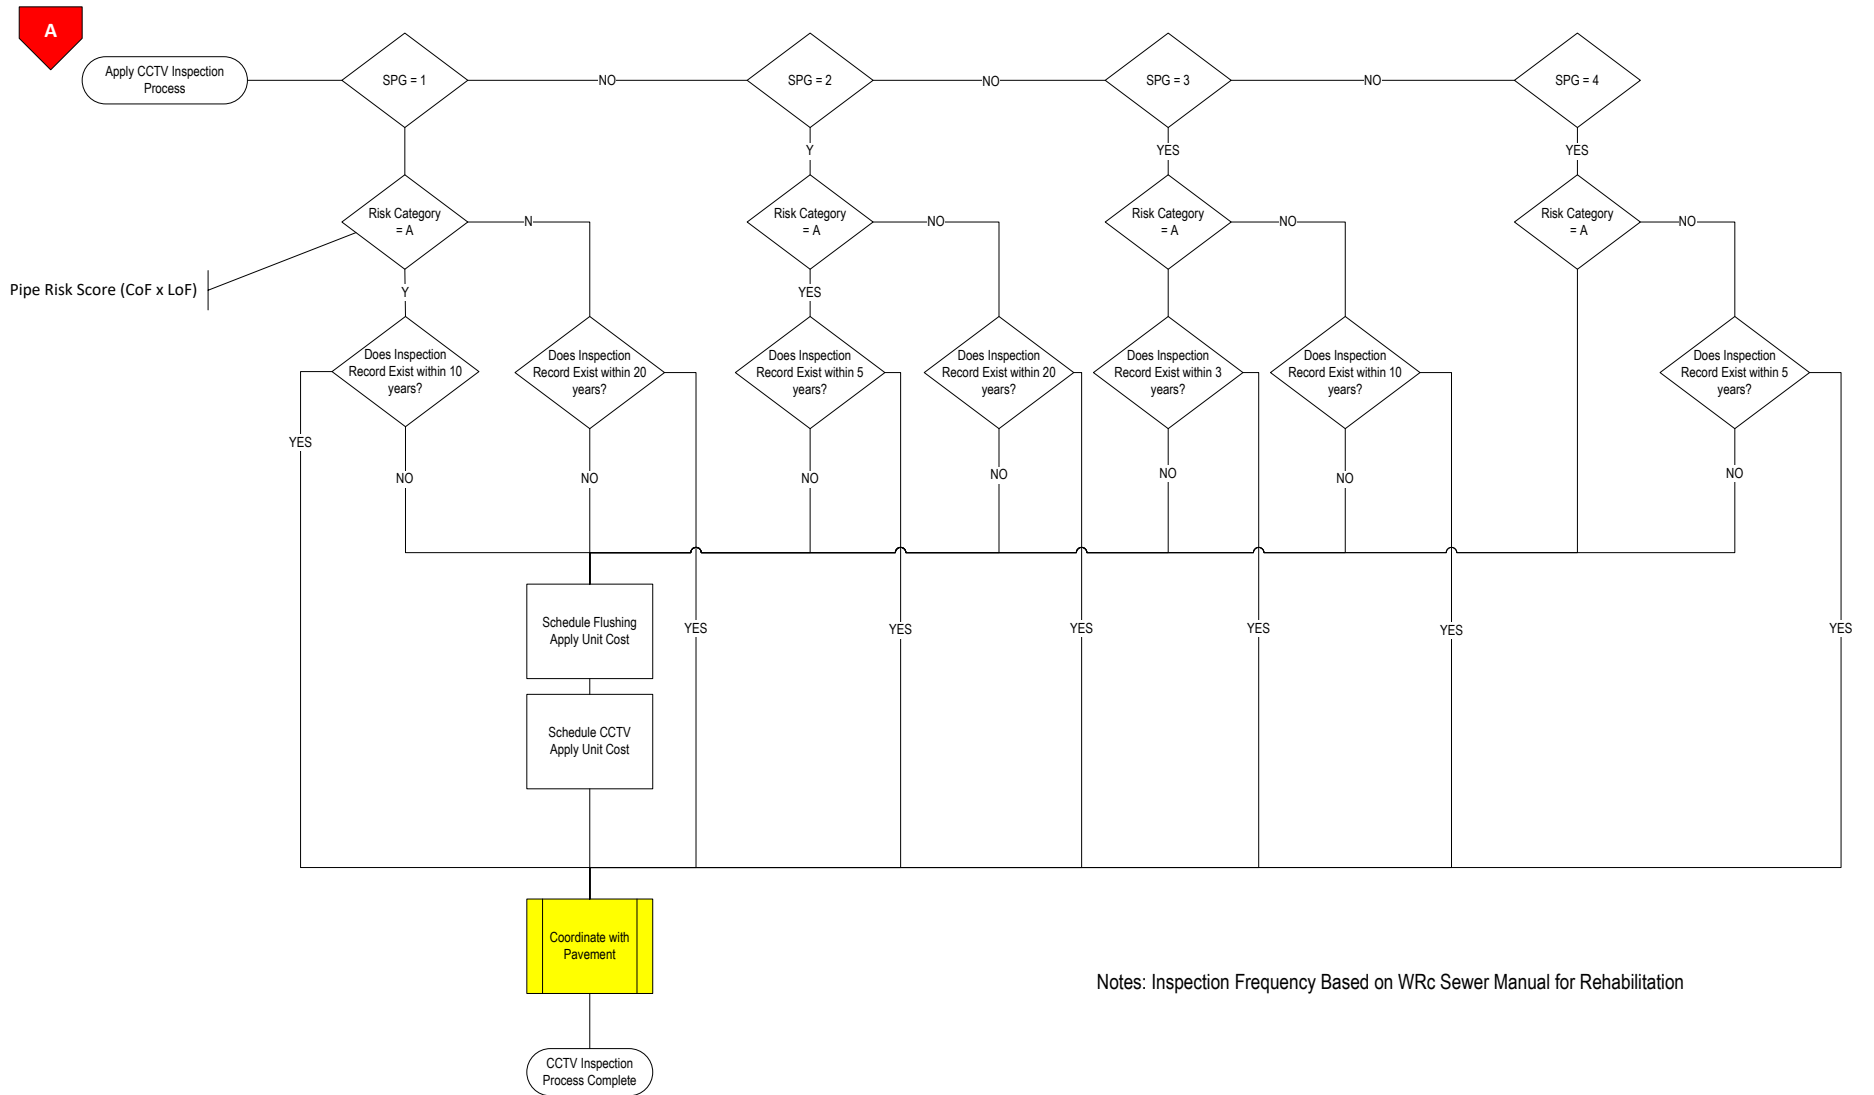 A
Apply CCTV Inspection
Process
SPG = 1
NO
SPG = 2
NO
SPG = 3
NO
SPG = 4
Y
YES
YES
Risk Category
= A
N
Risk Category
= A
NO
Risk Category
= A
NO
Risk Category
= A
NO
Pipe Risk Score (CoF x LoF)
Y
YES
Does Inspection
Record Exist within 10
years?
Does Inspection
Record Exist within 20
years?
Does Inspection
Record Exist within 5
years?
Does Inspection
Record Exist within 20
years?
Does Inspection
Record Exist within 3
years?
Does Inspection
Record Exist within 10
years?
Does Inspection
Record Exist within 5
years?
YES
NO
NO
NO
NO
NO
NO
NO
Schedule Flushing
Apply Unit Cost
YES
YES
YES
YES
YES
YES
Schedule CCTV
Apply Unit Cost
Coordinate with
Pavement
Notes: Inspection Frequency Based on WRc Sewer Manual for Rehabilitation
CCTV Inspection
Process Complete